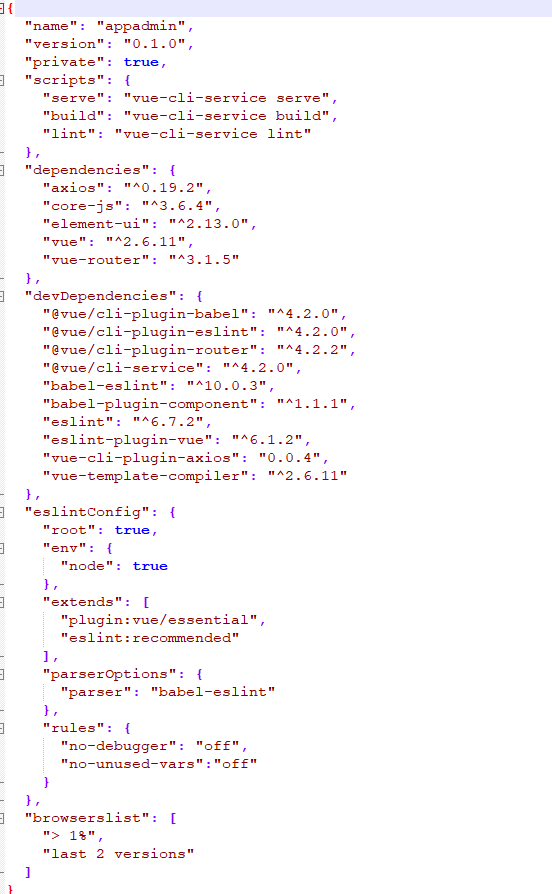 {
  "name": "appadmin",
  "version": "0.1.0",
  "private": true,
  "scripts": {
    "serve": "vue-cli-service serve",
    "build": "vue-cli-service build",
    "lint": "vue-cli-service lint"
  },
  "dependencies": {
    "axios": "^0.19.2",
    "core-js": "^3.6.4",
    "element-ui": "^2.13.0",
    "vue": "^2.6.11",
    "vue-router": "^3.1.5"
  },
  "devDependencies": {
    "@vue/cli-plugin-babel": "^4.2.0",
    "@vue/cli-plugin-eslint": "^4.2.0",
    "@vue/cli-plugin-router": "^4.2.2",
    "@vue/cli-service": "^4.2.0",
    "babel-eslint": "^10.0.3",
    "babel-plugin-component": "^1.1.1",
    "eslint": "^6.7.2",
    "eslint-plugin-vue": "^6.1.2",
    "vue-cli-plugin-axios": "0.0.4",
    "vue-template-compiler": "^2.6.11"
  },
  "eslintConfig": {
    "root": true,
    "env": {
      "node": true
    },
    "extends": [
      "plugin:vue/essential",
      "eslint:recommended"
    ],
    "parserOptions": {
      "parser": "babel-eslint"
    },
    "rules": {
      "no-debugger": "off",
      "no-unused-vars":"off"
    }
  },
  "browserslist": [
    "> 1%",
    "last 2 versions"
  ]
}